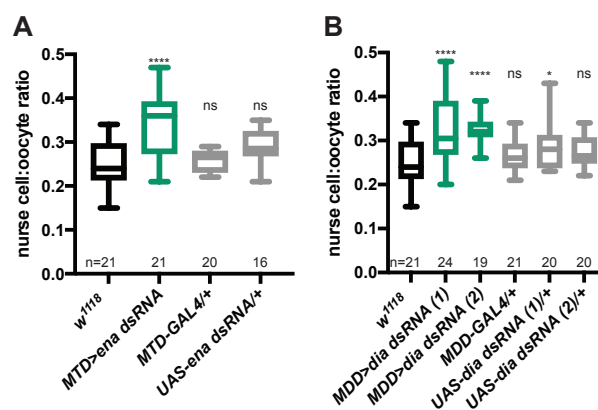 A
nurse cell:oocyte ratio
0.5
0.4
0.3
0.2
0.1
0.0
****
ns
ns
n=21
21
20
16
w1118
MTD>ena dsRNA
MTD-GAL4/+
UAS-ena dsRNA/+
B
nurse cell:oocyte ratio
0.5
0.4
0.3
0.2
0.1
0.0
****
****
ns
*
ns
n=21
24
19
21
20
20
w1118
MDD>dia dsRNA (1)
MDD>dia dsRNA (2)
MDD-GAL4/+
UAS-dia dsRNA (1)/+
UAS-dia dsRNA (2)/+